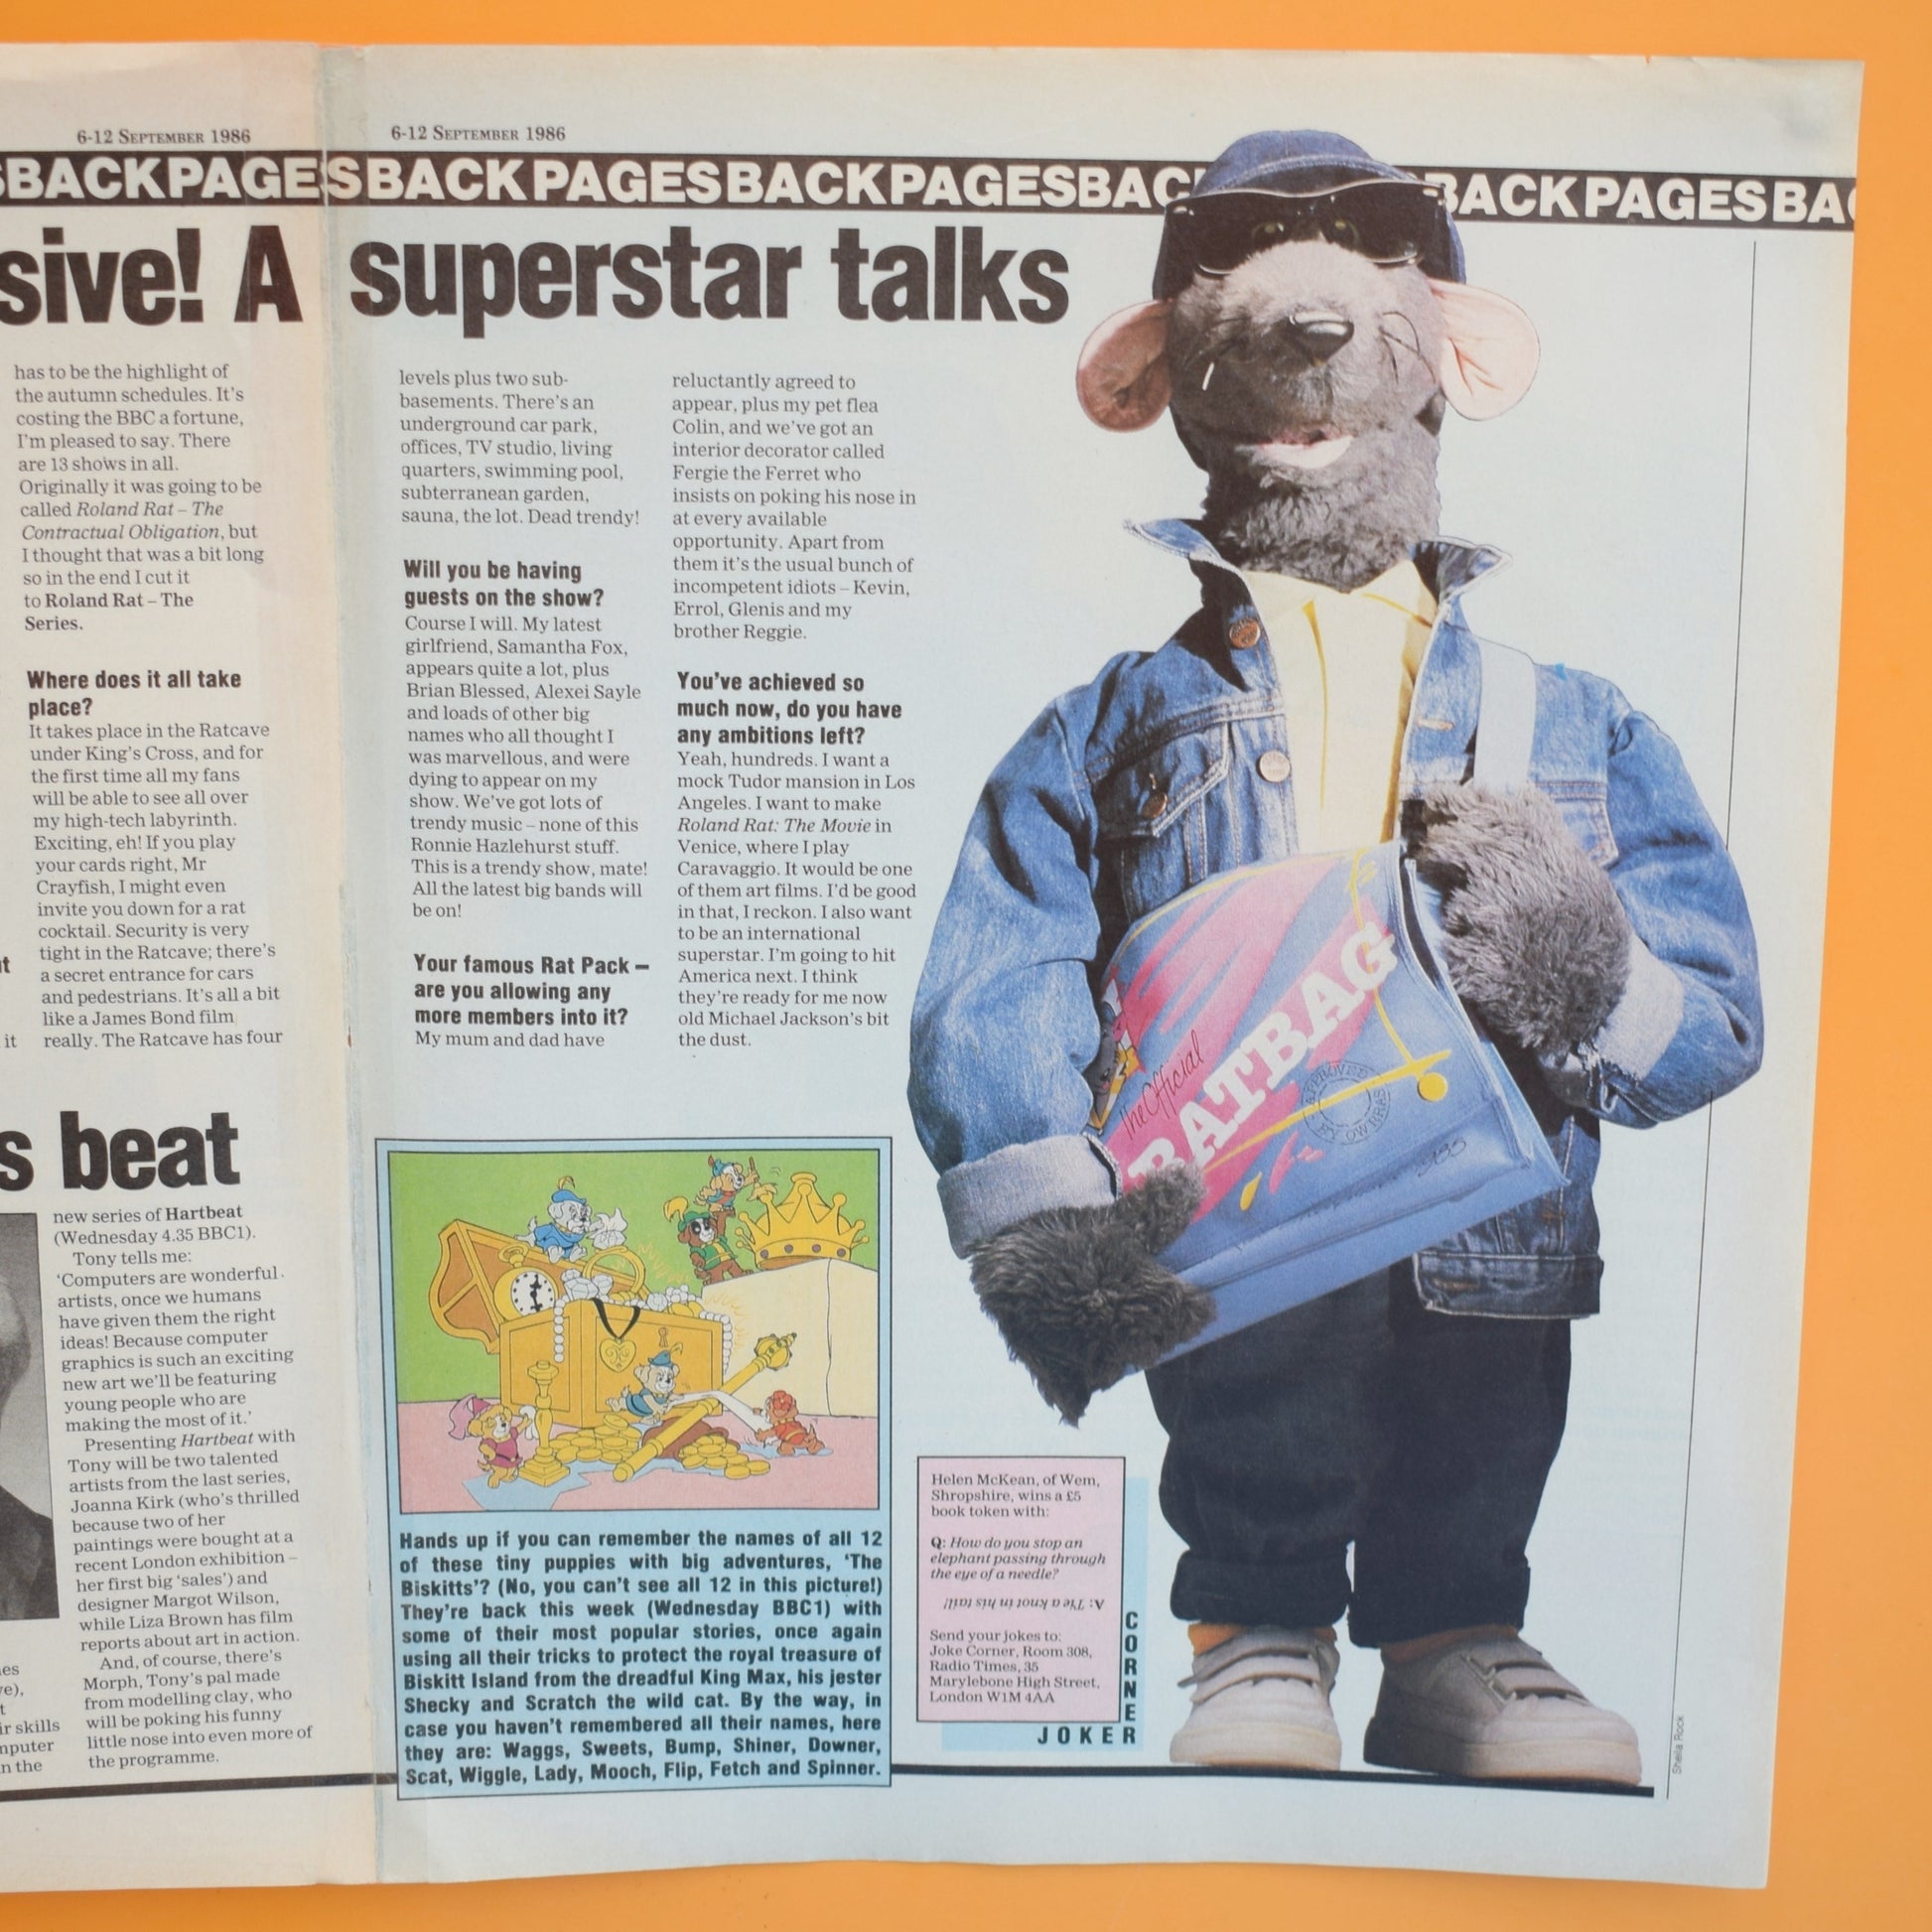 6-12 SEPTEMBER 1986
6-12 SEPTEMBER 1986
SBACKPAGESBACKPAGESBACKPAGESBAC BACKPAGESBAC
sive! A superstar talks
has to be the highlight of
the autumn schedules. It's
costing the BBC a fortune,
I'm pleased to say. There
are 13 shows in all.
Originally it was going to be
called Roland Rat – The
Contractual Obligation, but
I thought that was a bit long
so in the end I cut it
to Roland Rat – The
Series.
Where does it all take
place?
It takes place in the Ratcave
under King's Cross, and for
the first time all my fans
will be able to see all over
my high-tech labyrinth.
Exciting, eh! If you play
your cards right, Mr
Crayfish, I might even
invite you down for a rat
cocktail. Security is very
tight in the Ratcave; there's
a secret entrance for cars
and pedestrians. It's all a bit
like a James Bond film
it really. The Ratcave has four
levels plus two sub-
basements. There's an
underground car park,
offices, TV studio, living
quarters, swimming pool,
subterranean garden,
sauna, the lot. Dead trendy!
Will you be having
guests on the show?
Course I will. My latest
girlfriend, Samantha Fox,
appears quite a lot, plus
Brian Blessed, Alexei Sayle
and loads of other big
names who all thought I
was marvellous, and were
dying to appear on my
show. We've got lots of
trendy music – none of this
Ronnie Hazlehurst stuff.
This is a trendy show, mate!
All the latest big bands will
be on!
Your famous Rat Pack –
are you allowing any
more members into it?
My mum and dad have
reluctantly agreed to
appear, plus my pet flea
Colin, and we've got an
interior decorator called
Fergie the Ferret who
insists on poking his nose in
at every available
opportunity. Apart from
them it's the usual bunch of
incompetent idiots – Kevin,
Errol, Glenis and my
brother Reggie.
You've achieved so
much now, do you have
any ambitions left?
Yeah, hundreds. I want a
mock Tudor mansion in Los
Angeles. I want to make
Roland Rat: The Movie in
Venice, where I play
Caravaggio. It would be one
of them art films. I'd be good
in that, I reckon. I also want
to be an international
superstar. I'm going to hit
America next. I think
they're ready for me now
old Michael Jackson's bit
the dust.
The Official
RATBAG
APPROVED
BY OWRRAS
s beat
new series of Hartbeat
(Wednesday 4.35 BBC1).
Tony tells me:
'Computers are wonderful
artists, once we humans
have given them the right
ideas! Because computer
graphics is such an exciting
new art we'll be featuring
young people who are
making the most of it.'
Presenting Hartbeat with
Tony will be two talented
artists from the last series,
Joanna Kirk (who's thrilled
because two of her
paintings were bought at a
recent London exhibition –
her first big 'sales') and
designer Margot Wilson,
while Liza Brown has film
reports about art in action.
And, of course, there's
Morph, Tony's pal made
from modelling clay, who
will be poking his funny
little nose into even more of
the programme.
Hands up if you can remember the names of all 12
of these tiny puppies with big adventures, 'The
Biskitts'? (No, you can't see all 12 in this picture!)
They're back this week (Wednesday BBC1) with
some of their most popular stories, once again
using all their tricks to protect the royal treasure of
Biskitt Island from the dreadful King Max, his jester
Shecky and Scratch the wild cat. By the way, in
case you haven't remembered all their names, here
they are: Waggs, Sweets, Bump, Shiner, Downer,
Scat, Wiggle, Lady, Mooch, Flip, Fetch and Spinner.
Helen McKean, of Wem,
Shropshire, wins a £5
book token with:
Q: How do you stop an
elephant passing through
the eye of a needle?
A: Tie a knot in his tail!
Send your jokes to:
Joke Corner, Room 308,
Radio Times, 35
Marylebone High Street,
London W1M 4AA
JOKER
CORNER
Sheila Rock